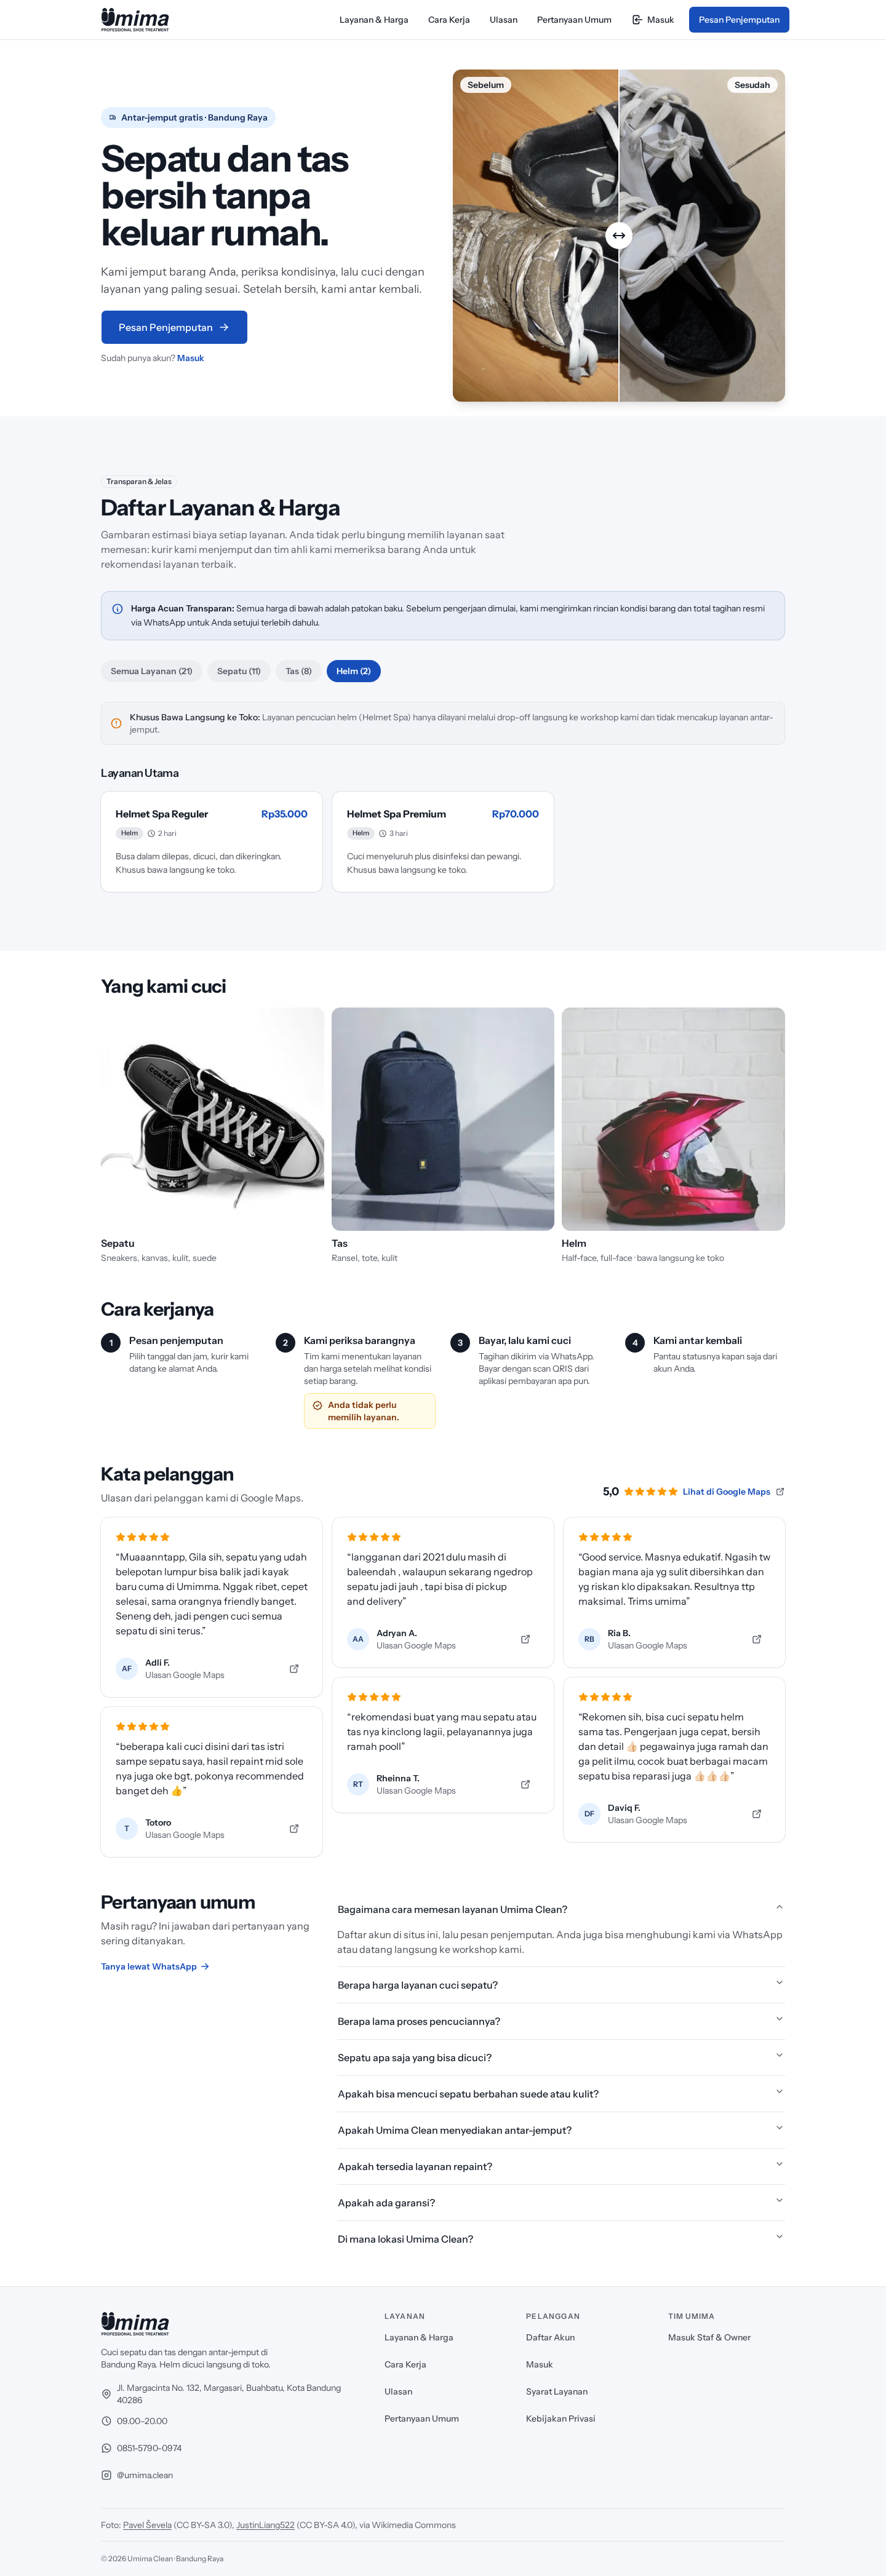 Umima
PROFESSIONAL SHOE TREATMENT
Layanan & Harga
Cara Kerja
Ulasan
Pertanyaan Umum
Masuk
Pesan Penjemputan
Antar-jemput gratis · Bandung Raya
Sepatu dan tas
bersih tanpa
keluar rumah.
Kami jemput barang Anda, periksa kondisinya, lalu cuci dengan
layanan yang paling sesuai. Setelah bersih, kami antar kembali.
Pesan Penjemputan
Sudah punya akun? Masuk
Sebelum
Sesudah
Transparan & Jelas
Daftar Layanan & Harga
Gambaran estimasi biaya setiap layanan. Anda tidak perlu bingung memilih layanan saat
memesan: kurir kami menjemput dan tim ahli kami memeriksa barang Anda untuk
rekomendasi layanan terbaik.
Harga Acuan Transparan: Semua harga di bawah adalah patokan baku. Sebelum pengerjaan dimulai, kami mengirimkan rincian kondisi barang dan total tagihan resmi
via WhatsApp untuk Anda setujui terlebih dahulu.
Semua Layanan (21)
Sepatu (11)
Tas (8)
Helm (2)
Khusus Bawa Langsung ke Toko: Layanan pencucian helm (Helmet Spa) hanya dilayani melalui drop-off langsung ke workshop kami dan tidak mencakup layanan antar-
jemput.
Layanan Utama
Helmet Spa Reguler
Rp35.000
Helm
2 hari
Busa dalam dilepas, dicuci, dan dikeringkan.
Khusus bawa langsung ke toko.
Helmet Spa Premium
Rp70.000
Helm
3 hari
Cuci menyeluruh plus disinfeksi dan pewangi.
Khusus bawa langsung ke toko.
Yang kami cuci
Sepatu
Sneakers, kanvas, kulit, suede
Tas
Ransel, tote, kulit
Helm
Half-face, full-face · bawa langsung ke toko
Cara kerjanya
1
Pesan penjemputan
Pilih tanggal dan jam, kurir kami
datang ke alamat Anda.
2
Kami periksa barangnya
Tim kami menentukan layanan
dan harga setelah melihat kondisi
setiap barang.
Anda tidak perlu
memilih layanan.
3
Bayar, lalu kami cuci
Tagihan dikirim via WhatsApp.
Bayar dengan scan QRIS dari
aplikasi pembayaran apa pun.
4
Kami antar kembali
Pantau statusnya kapan saja dari
akun Anda.
Kata pelanggan
Ulasan dari pelanggan kami di Google Maps.
5,0
Lihat di Google Maps
“Muaaanntapp, Gila sih, sepatu yang udah
belepotan lumpur bisa balik jadi kayak
baru cuma di Umimma. Nggak ribet, cepet
selesai, sama orangnya friendly banget.
Seneng deh, jadi pengen cuci semua
sepatu di sini terus.”
AF
Adli F.
Ulasan Google Maps
“langganan dari 2021 dulu masih di
baleendah , walaupun sekarang ngedrop
sepatu jadi jauh , tapi bisa di pickup
and delivery”
AA
Adryan A.
Ulasan Google Maps
“Good service. Masnya edukatif. Ngasih tw
bagian mana aja yg sulit dibersihkan dan
yg riskan klo dipaksakan. Resultnya ttp
maksimal. Trims umima”
RB
Ria B.
Ulasan Google Maps
“beberapa kali cuci disini dari tas istri
sampe sepatu saya, hasil repaint mid sole
nya juga oke bgt, pokonya recommended
banget deh 👍”
T
Totoro
Ulasan Google Maps
“rekomendasi buat yang mau sepatu atau
tas nya kinclong lagii, pelayanannya juga
ramah pooll”
RT
Rheinna T.
Ulasan Google Maps
“Rekomen sih, bisa cuci sepatu helm
sama tas. Pengerjaan juga cepat, bersih
dan detail 👍🏻 pegawainya juga ramah dan
ga pelit ilmu, cocok buat berbagai macam
sepatu bisa reparasi juga 👍🏻👍🏻👍🏻”
DF
Daviq F.
Ulasan Google Maps
Pertanyaan umum
Masih ragu? Ini jawaban dari pertanyaan yang
sering ditanyakan.
Tanya lewat WhatsApp
Bagaimana cara memesan layanan Umima Clean?
Daftar akun di situs ini, lalu pesan penjemputan. Anda juga bisa menghubungi kami via WhatsApp
atau datang langsung ke workshop kami.
Berapa harga layanan cuci sepatu?
Berapa lama proses pencuciannya?
Sepatu apa saja yang bisa dicuci?
Apakah bisa mencuci sepatu berbahan suede atau kulit?
Apakah Umima Clean menyediakan antar-jemput?
Apakah tersedia layanan repaint?
Apakah ada garansi?
Di mana lokasi Umima Clean?
Umima
PROFESSIONAL SHOE TREATMENT
Cuci sepatu dan tas dengan antar-jemput di
Bandung Raya. Helm dicuci langsung di toko.
Jl. Margacinta No. 132, Margasari, Buahbatu, Kota Bandung
40286
09.00–20.00
0851-5790-0974
@umima.clean
LAYANAN
Layanan & Harga
Cara Kerja
Ulasan
Pertanyaan Umum
PELANGGAN
Daftar Akun
Masuk
Syarat Layanan
Kebijakan Privasi
TIM UMIMA
Masuk Staf & Owner
Foto: Pavel Ševela (CC BY-SA 3.0), JustinLiang522 (CC BY-SA 4.0), via Wikimedia Commons
© 2026 Umima Clean · Bandung Raya